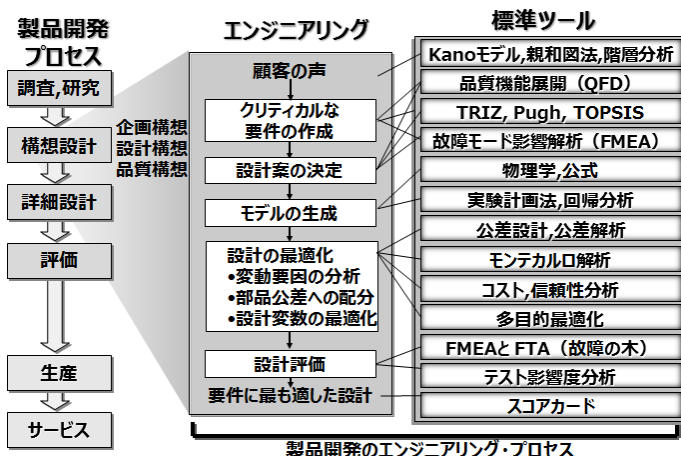 製品開発
プロセス
調査,研究
構想設計
詳細設計
評価
生産
サービス
企画構想
設計構想
品質構想
エンジニアリング
顧客の声
クリティカルな
要件の作成
設計案の決定
モデルの生成
設計の最適化
•変動要因の分析
•部品公差への配分
•設計変数の最適化
設計評価
要件に最も適した設計
標準ツール
Kanoモデル,親和図法,階層分析
品質機能展開（QFD）
TRIZ, Pugh, TOPSIS
故障モード影響解析（FMEA）
物理学,公式
実験計画法,回帰分析
公差設計,公差解析
モンテカルロ解析
コスト,信頼性分析
多目的最適化
FMEAとFTA（故障の木）
テスト影響度分析
スコアカード
製品開発のエンジニアリング・プロセス